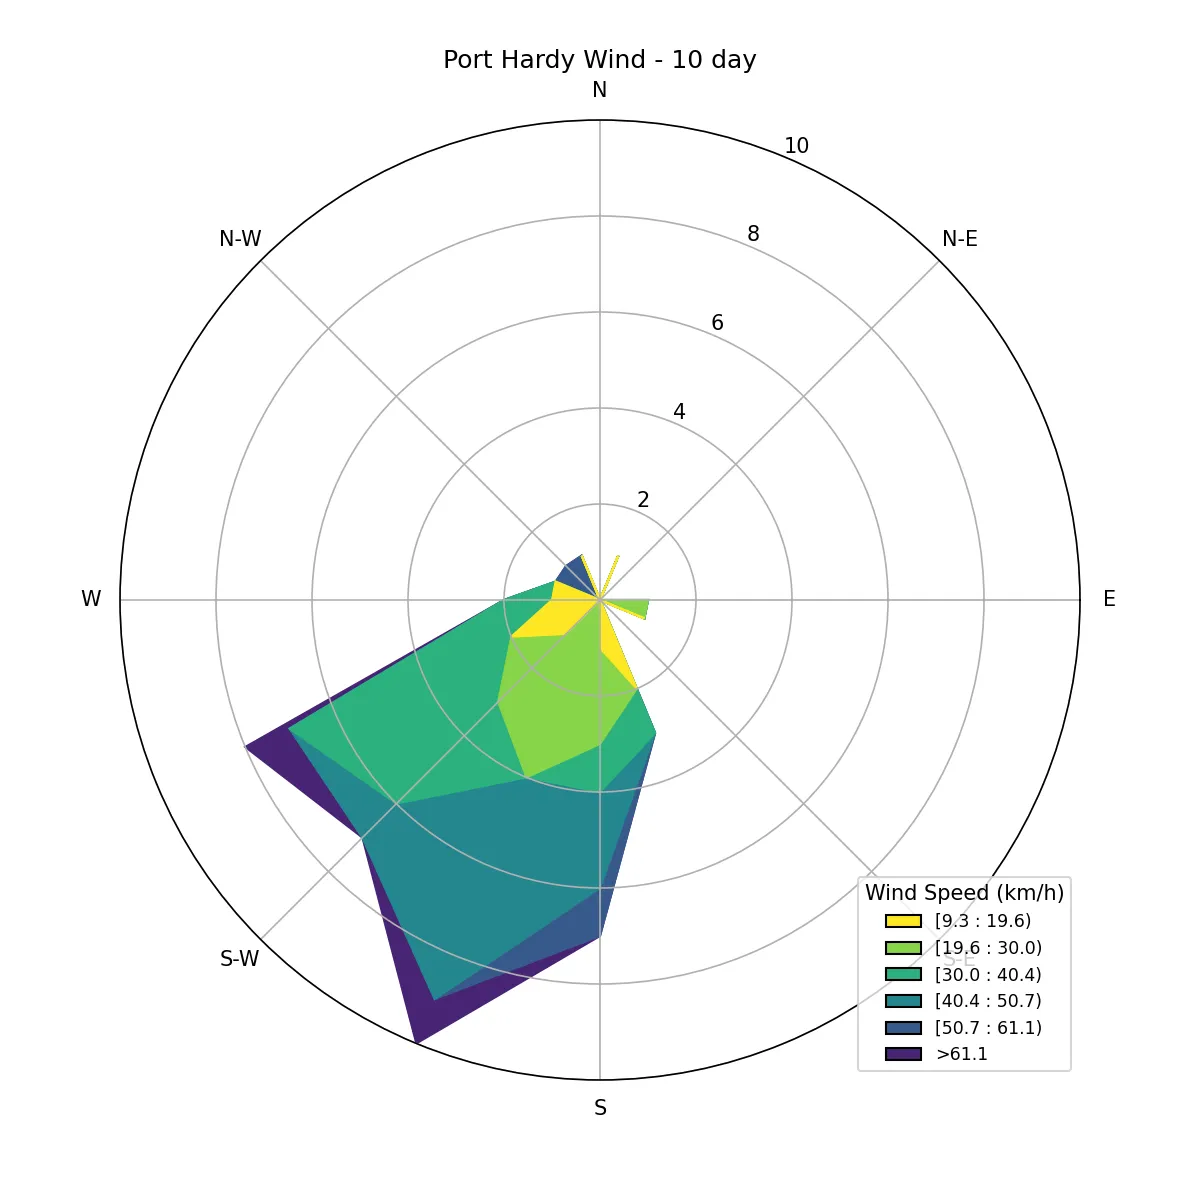 Port Hardy Wind - 10 day
N
10
N-W
8
N-E
6
4
2
W
E
S-W
S-E
S
Wind Speed (km/h)
[9.3 : 19.6)
[19.6 : 30.0)
[30.0 : 40.4)
[40.4 : 50.7)
[50.7 : 61.1)
>61.1